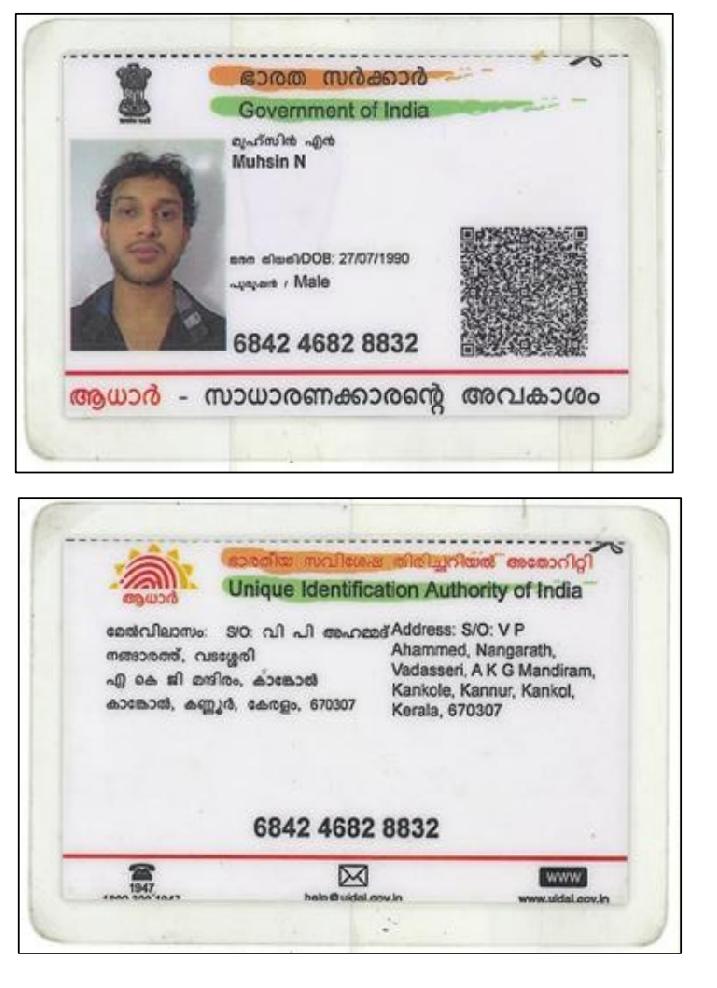 ഭാരത സർക്കാർ
Government of India
മുഹ്സിൻ എൻ
Muhsin N
ജനന തിയതി/DOB: 27/07/1990
പുരുഷൻ / Male
6842 4682 8832
ആധാർ - സാധാരണക്കാരന്റെ അവകാശം
ഭാരതീയ സവിശേഷ തിരിച്ചറിയൽ അതോറിറ്റി
Unique Identification Authority of India
ആധാർ
മേൽവിലാസം: S/O: വി പി അഹമ്മദ്
നങ്ങാരത്ത്, വടശ്ശേരി
എ കെ ജി മന്ദിരം, കാങ്കോൽ
കാങ്കോൽ, കണ്ണൂർ, കേരളം, 670307
Address: S/O: V P
Ahammed, Nangarath,
Vadasseri, A K G Mandiram,
Kankole, Kannur, Kankol,
Kerala, 670307
6842 4682 8832
1947
help@uidai.gov.in
WWW
www.uidai.gov.in